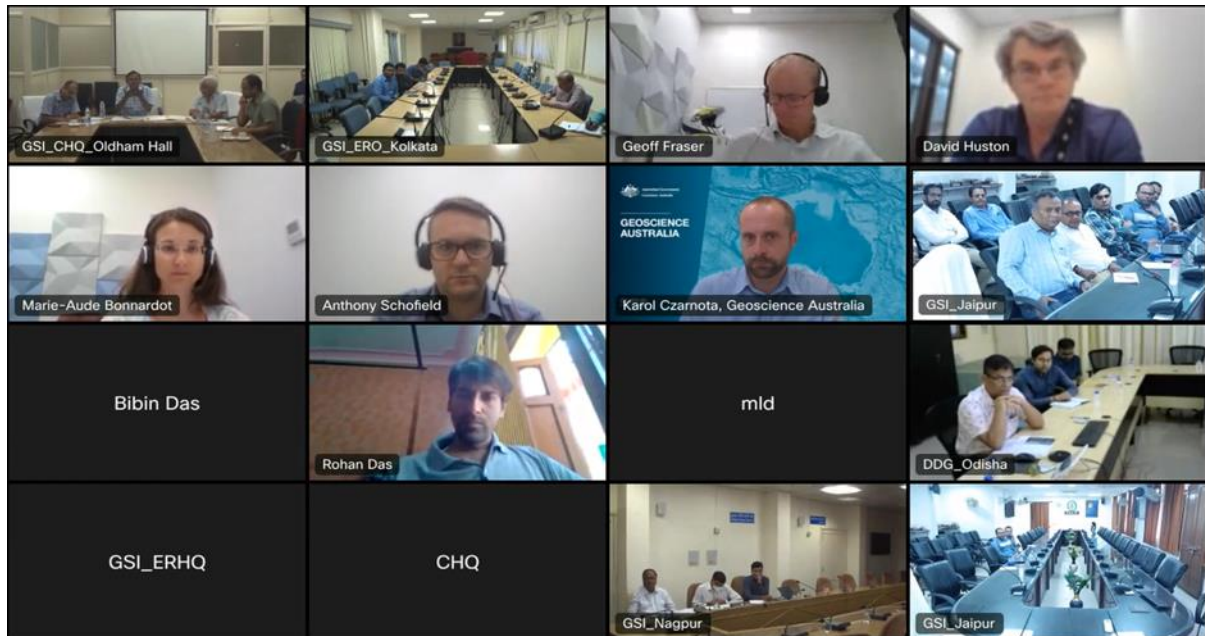 GSI_CHQ_Oldham Hall
GSI_ERO_Kolkata
Geoff Fraser
David Huston
Marie-Aude Bonnardot
Anthony Schofield
GEOSCIENCE
AUSTRALIA
Karol Czarnota, Geoscience Australia
GSI_Jaipur
Bibin Das
Rohan Das
mld
DDG_Odisha
GSI_ERHQ
CHQ
GSI_Nagpur
GSI_Jaipur